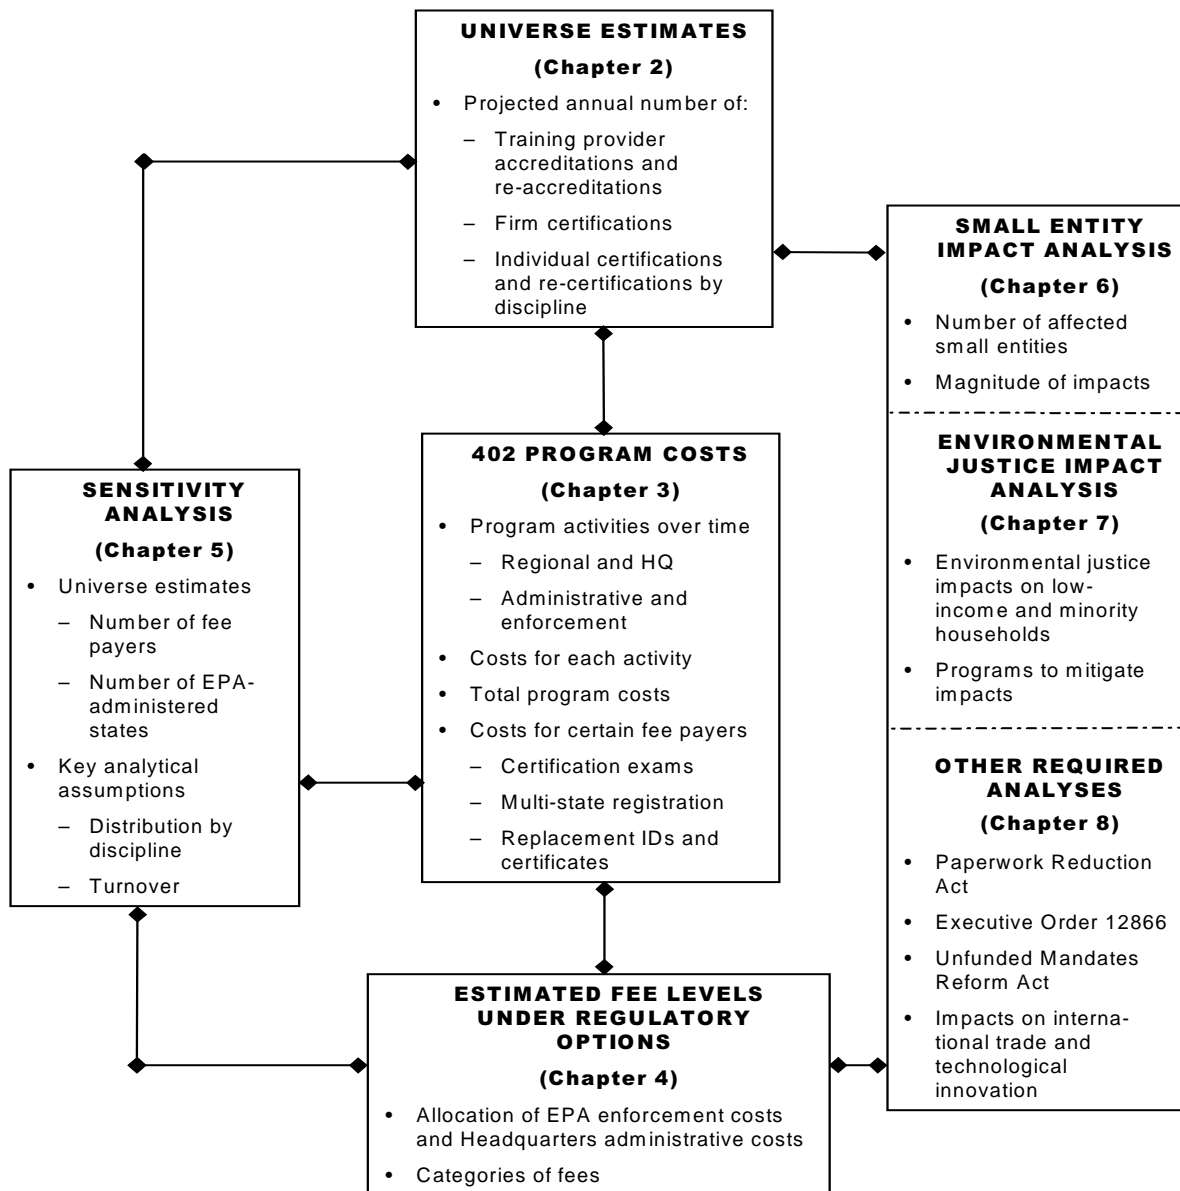 UNIVERSE ESTIMATES
(Chapter 2)
• Projected annual number of:
– Training provider
accreditations and
re-accreditations
– Firm certifications
– Individual certifications
and re-certifications by
discipline
SMALL ENTITY
IMPACT ANALYSIS
(Chapter 6)
• Number of affected
small entities
• Magnitude of impacts
ENVIRONMENTAL
JUSTICE IMPACT
ANALYSIS
(Chapter 7)
• Environmental justice
impacts on low-
income and minority
households
• Programs to mitigate
impacts
OTHER REQUIRED
ANALYSES
(Chapter 8)
• Paperwork Reduction
Act
• Executive Order 12866
• Unfunded Mandates
Reform Act
• Impacts on interna-
tional trade and
technological
innovation
402 PROGRAM COSTS
(Chapter 3)
• Program activities over time
– Regional and HQ
– Administrative and
enforcement
• Costs for each activity
• Total program costs
• Costs for certain fee payers
– Certification exams
– Multi-state registration
– Replacement IDs and
certificates
SENSITIVITY
ANALYSIS
(Chapter 5)
• Universe estimates
– Number of fee
payers
– Number of EPA-
administered
states
• Key analytical
assumptions
– Distribution by
discipline
– Turnover
ESTIMATED FEE LEVELS
UNDER REGULATORY
OPTIONS
(Chapter 4)
• Allocation of EPA enforcement costs
and Headquarters administrative costs
• Categories of fees